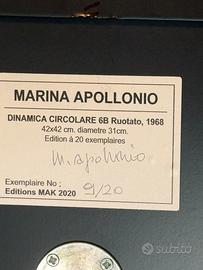 MARINA APOLLONIO
DINAMICA CIRCOLARE 6B Ruotato, 1968
42x42 cm. diametre 31cm.
Edition à 20 exemplaires
M. Apollonio
Exemplaire No ; 9/20
Editions MAK 2020
subito